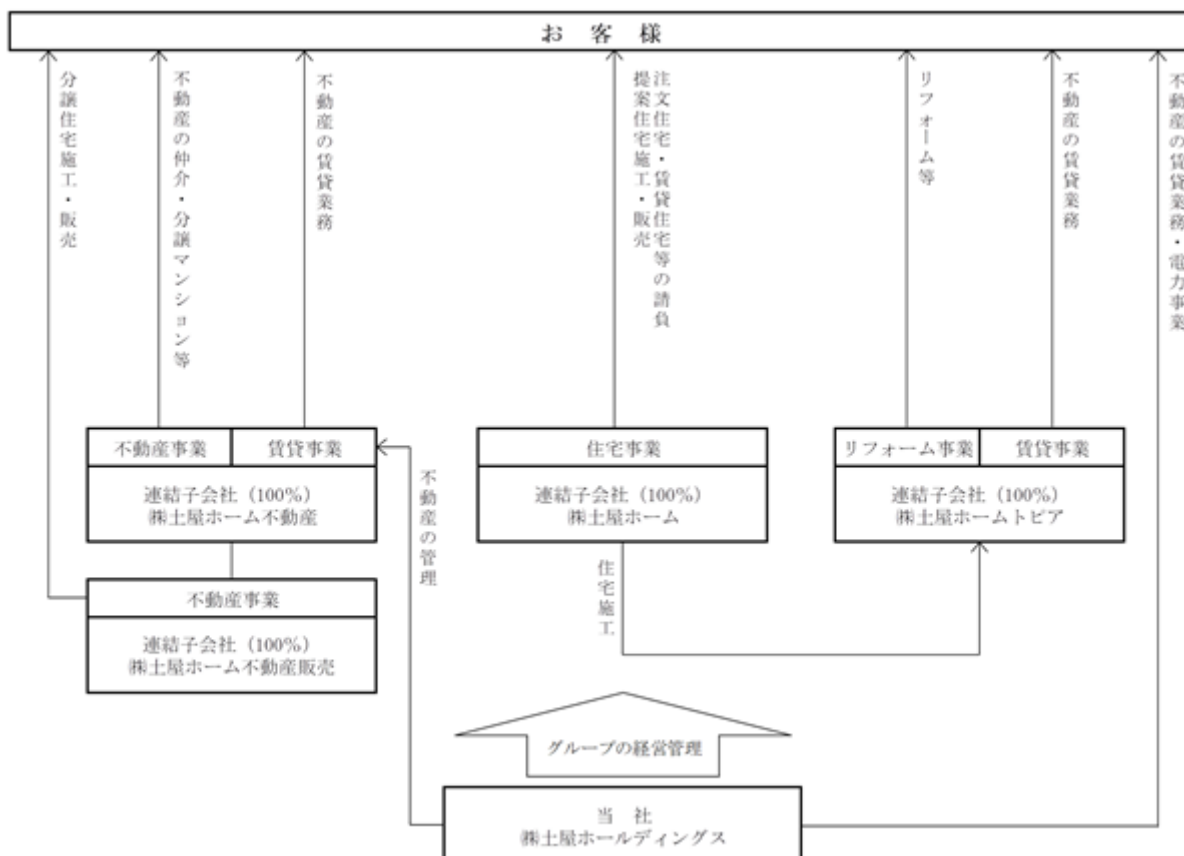 お　客　様
分譲住宅施工・販売
不動産の仲介・分譲マンション等
不動産の賃貸業務
注文住宅・賃貸住宅等の請負
提案住宅施工・販売
リフォーム等
不動産の賃貸業務
不動産の賃貸業務・電力事業
不動産事業
賃貸事業
連結子会社（100%）
㈱土屋ホーム不動産
不動産事業
連結子会社（100%）
㈱土屋ホーム不動産販売
不動産の管理
住宅事業
連結子会社（100%）
㈱土屋ホーム
住宅施工
リフォーム事業
賃貸事業
連結子会社（100%）
㈱土屋ホームトピア
グループの経営管理
当　社
㈱土屋ホールディングス